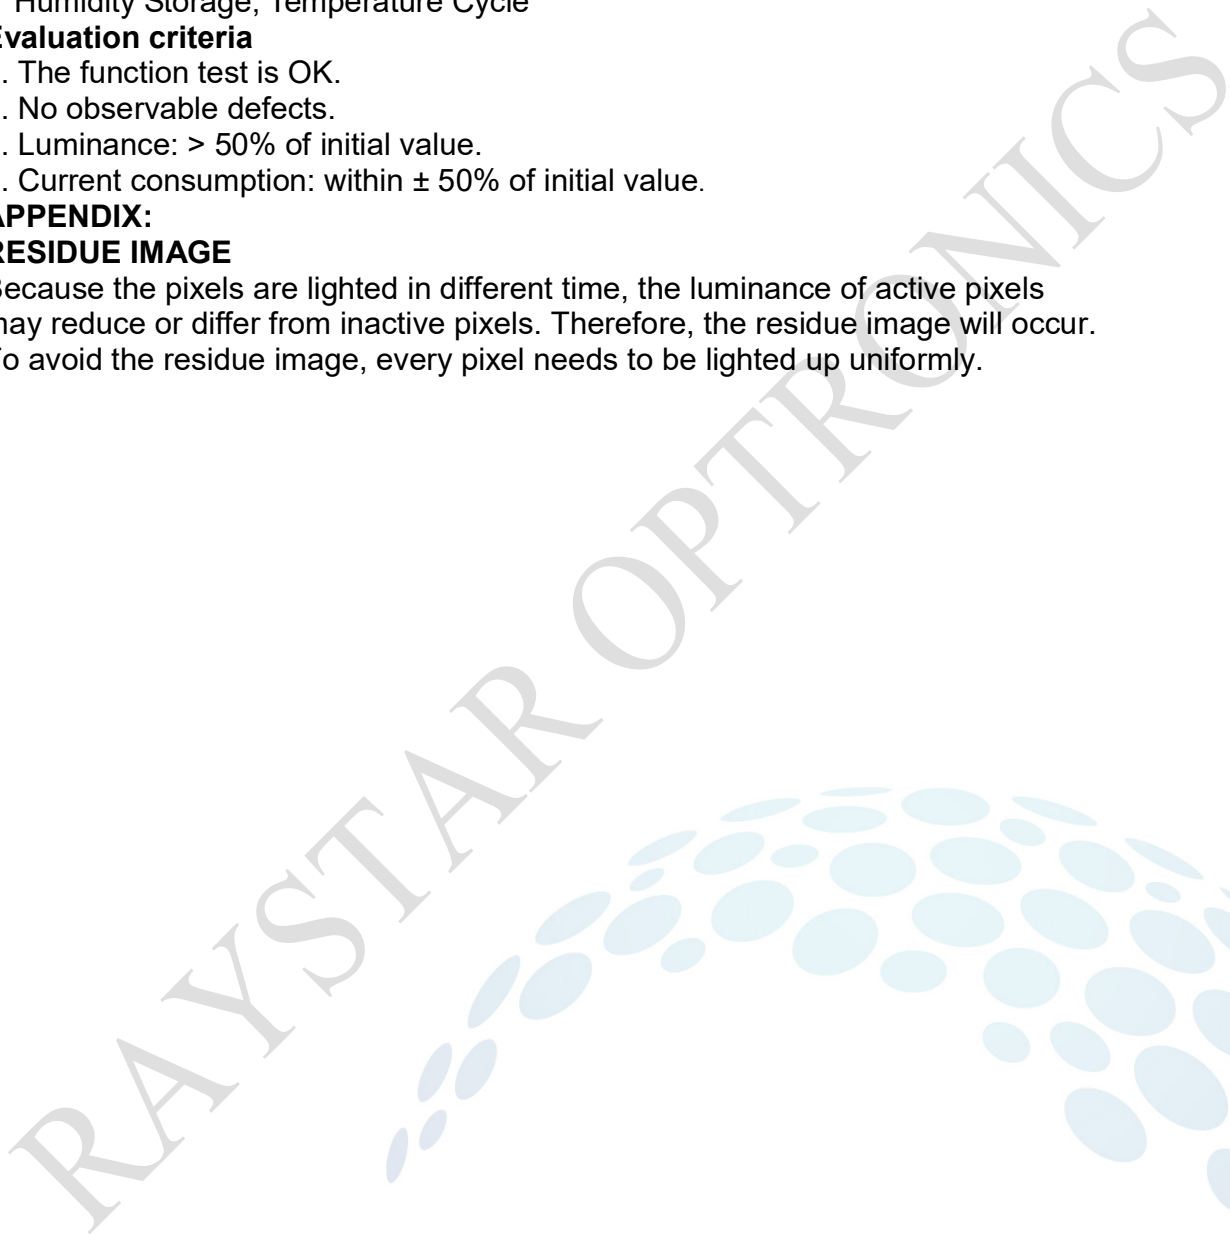 Humidity Storage, Temperature Cycle
Evaluation criteria
. The function test is OK.
. No observable defects.
. Luminance: > 50% of initial value.
. Current consumption: within ± 50% of initial value.
APPENDIX:
RESIDUE IMAGE
Because the pixels are lighted in different time, the luminance of active pixels
may reduce or differ from inactive pixels. Therefore, the residue image will occur.
To avoid the residue image, every pixel needs to be lighted up uniformly.
RAYSTAR OPTRONICS